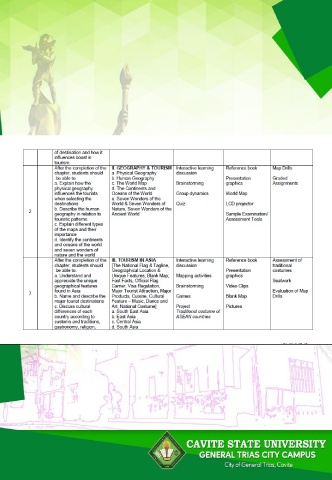 of destination and how it
influences boost in
tourism.
2
After the completion of the
chapter, students should
be able to:
a. Explain how the
physical geography
influences the tourists
when selecting the
destinations
b. Describe the human
geography in relation to
touristic patterns.
c. Explain different types
of the maps and their
importance
d. Identify the continents
and oceans of the world
and seven wonders of
nature and the world
II. GEOGRAPHY & TOURISM
a. Physical Geography
b. Human Geography
c. The World Map
d. The Continents and
Oceans of the World
e. Seven Wonders of the
World & Seven Wonders of
Nature, Seven Wonders of the
Ancient World
Interactive learning
discussion
Brainstorming
Group dynamics
Quiz
Reference book
Presentation
graphics
World Map
LCD projector
Sample Examination/
Assessment Tools
Map Drills
Graded
Assignments
After the completion of the
chapter, students should
be able to:
a. Understand and
appreciate the unique
geographical features
found in Asia
b. Name and describe the
major tourist destinations
c. Discuss cultural
differences of each
country according to
customs and traditions,
gastronomy, religion,
III. TOURISM IN ASIA
[The National Flag & Tagline,
Geographical Location &
Unique Features, Blank Map,
Fast Facts, Official Flag
Carrier, Visa Regulation,
Major Tourist Attraction, Major
Products, Cuisine, Cultural
Feature – Music, Dance and
Art, National Costume]
a. South East Asia
b. East Asia
c. Central Asia
d. South Asia
Interactive learning
discussion
Mapping activities
Brainstorming
Games
Project
Traditional costume of
ASEAN countries
Reference book
Presentation
graphics
Video Clips
Blank Map
Pictures
Assessment of
traditional
costumes
Seatwork
Evaluation of Map
Drills
CAVITE STATE UNIVERSITY
GENERAL TRIAS CITY CAMPUS
City of General Trias, Cavite